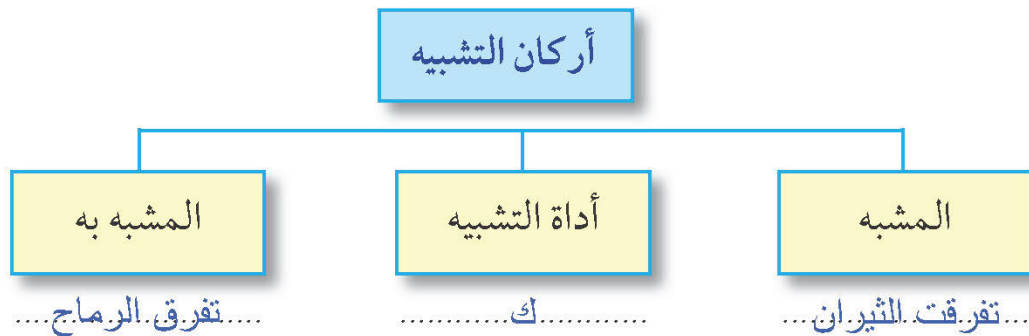 أركان التشبيه
المشبه
أداة التشبيه
المشبه به
...تفرقت الثيران...
............ك............
....تفرق الرماح....